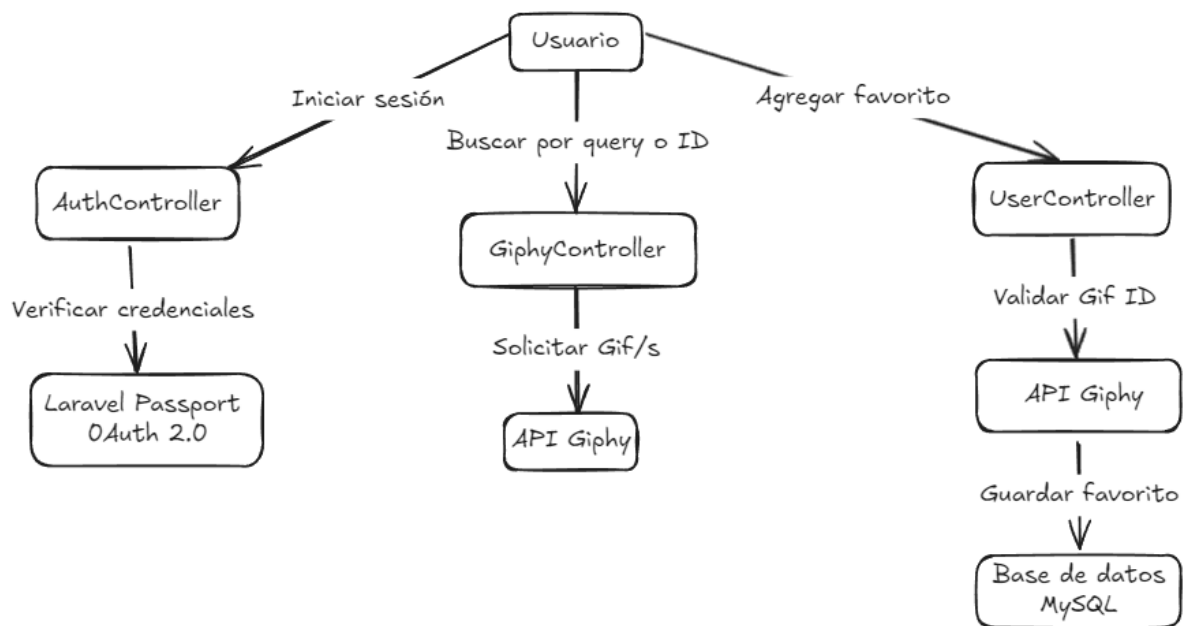 Usuario
Iniciar sesión
Agregar favorito
Buscar por query o ID
AuthController
UserController
GiphyController
Verificar credenciales
Validar Gif ID
Solicitar Gif/s
Laravel Passport
OAuth 2.0
API Giphy
API Giphy
Guardar favorito
Base de datos
MySQL